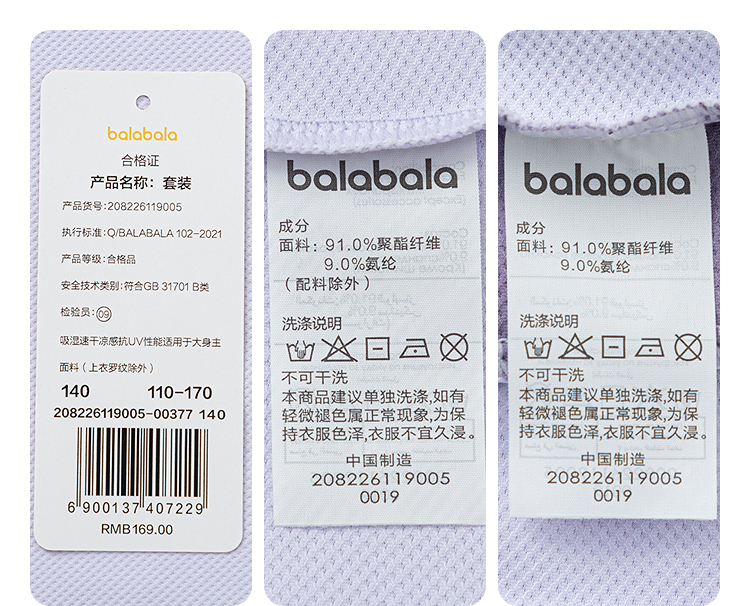 balabala
合格证
产品名称：套装
产品货号:208226119005
执行标准:Q/BALABALA 102-2021
产品等级:合格品
安全技术类别:符合GB 31701 B类
检验员:09
吸湿速干凉感抗UV性能适用于大身主
面料（上衣罗纹除外）
140 110-170
208226119005-00377 140
6 900137 407229
RMB169.00
balabala
成分
面料：91.0%聚酯纤维
9.0%氨纶
（配料除外）
洗涤说明
不可干洗
本商品建议单独洗涤,如有
轻微褪色属正常现象,为保
持衣服色泽,衣服不宜久浸。
中国制造
208226119005
0019
balabala
成分
面料：91.0%聚酯纤维
9.0%氨纶
洗涤说明
不可干洗
本商品建议单独洗涤,如有
轻微褪色属正常现象,为保
持衣服色泽,衣服不宜久浸。
中国制造
208226119005
0019